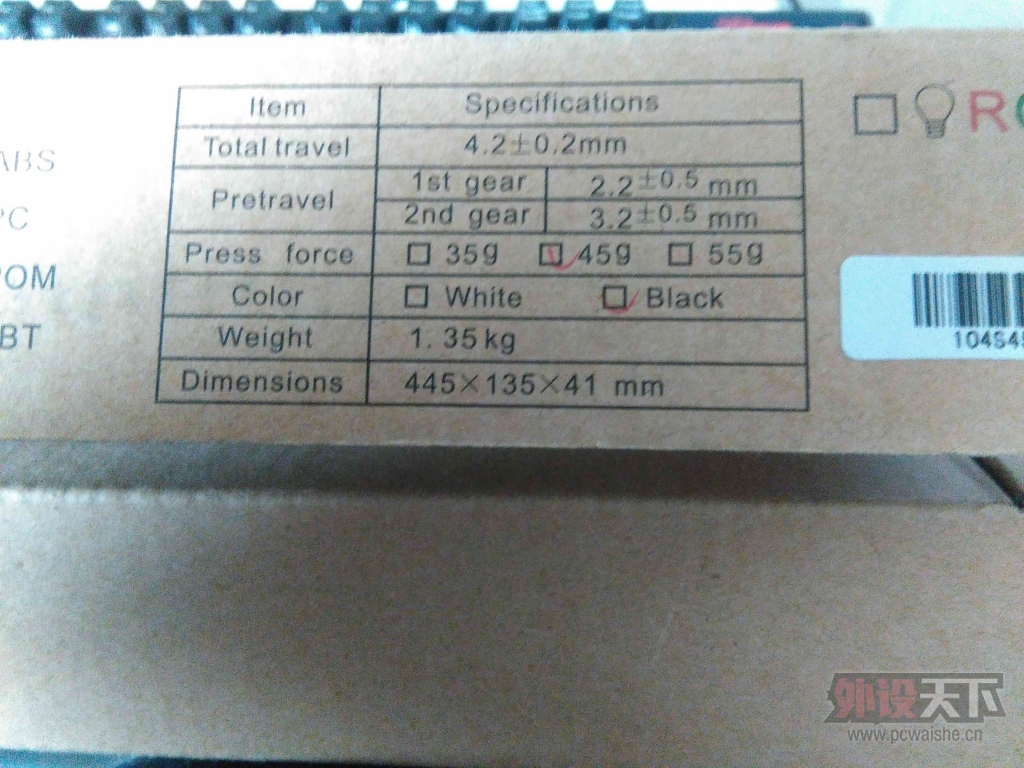 Item Specifications
Total travel 4.2±0.2mm
Pretravel
1st gear 2.2±0.5 mm
2nd gear 3.2±0.5 mm
Press force 35g 45g 55g
Color White Black
Weight 1.35kg
Dimensions 445×135×41 mm
ABS
PC
POM
BT
R
104S4
外设天下
www.pcwaishe.cn